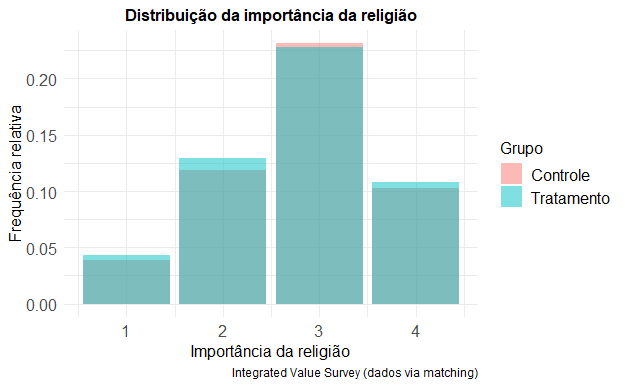 Distribuição da importância da religião
Frequência relativa
0.20
0.15
0.10
0.05
0.00
1 2 3 4
Importância da religião
Integrated Value Survey (dados via matching)
Grupo
Controle
Tratamento